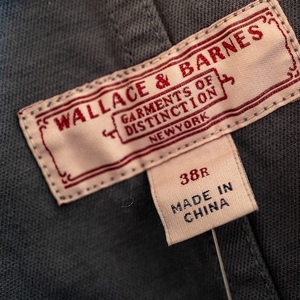 WALLACE & BARNES
GARMENTS OF
DISTINCTION
NEW YORK
38R
MADE IN
CHINA